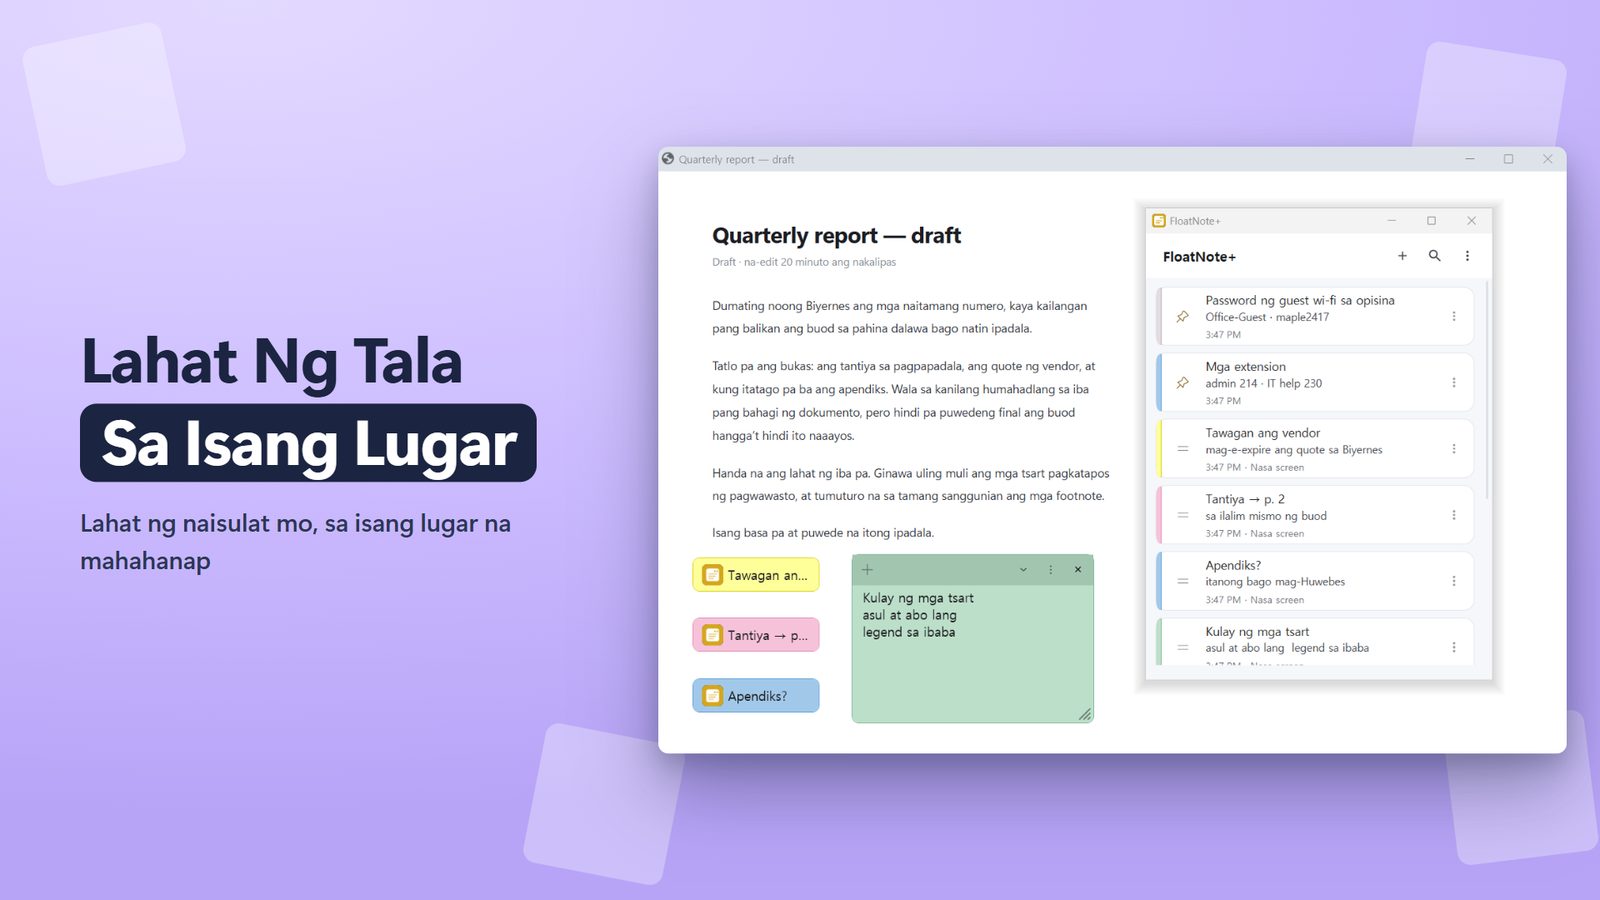 Lahat Ng Tala
Sa Isang Lugar
Lahat ng naisulat mo, sa isang lugar na
mahahanap
Quarterly report — draft
Quarterly report — draft
Draft · na-edit 20 minuto ang nakalipas
Dumating noong Biyernes ang mga naitamang numero, kaya kailangan
pang balikan ang buod sa pahina dalawa bago natin ipadala.
Tatlo pa ang bukas: ang tantiya sa pagpapadala, ang quote ng vendor, at
kung itatago pa ba ang apendiks. Wala sa kanilang humahadlang sa iba
pang bahagi ng dokumento, pero hindi pa puwedeng final ang buod
hangga't hindi ito naaayos.
Handa na ang lahat ng iba pa. Ginawa uling muli ang mga tsart pagkatapos
ng pagwawasto, at tumuturo na sa tamang sanggunian ang mga footnote.
Isang basa pa at puwede na itong ipadala.
Tawagan an...
Tantiya → p...
Apendiks?
Kulay ng mga tsart
asul at abo lang
legend sa ibaba
FloatNote+
FloatNote+
Password ng guest wi-fi sa opisina
Office-Guest · maple2417
3:47 PM
Mga extension
admin 214 · IT help 230
3:47 PM
Tawagan ang vendor
mag-e-expire ang quote sa Biyernes
3:47 PM · Nasa screen
Tantiya → p. 2
sa ilalim mismo ng buod
3:47 PM · Nasa screen
Apendiks?
itanong bago mag-Huwebes
3:47 PM · Nasa screen
Kulay ng mga tsart
asul at abo lang  legend sa ibaba
3:47 PM · Nasa screen